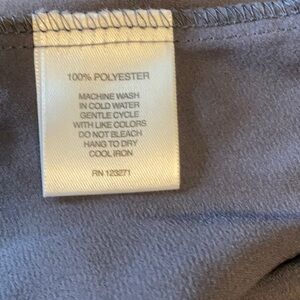 100% POLYESTER
MACHINE WASH
IN COLD WATER
GENTLE CYCLE
WITH LIKE COLORS
DO NOT BLEACH
HANG TO DRY
COOL IRON
RN 123271